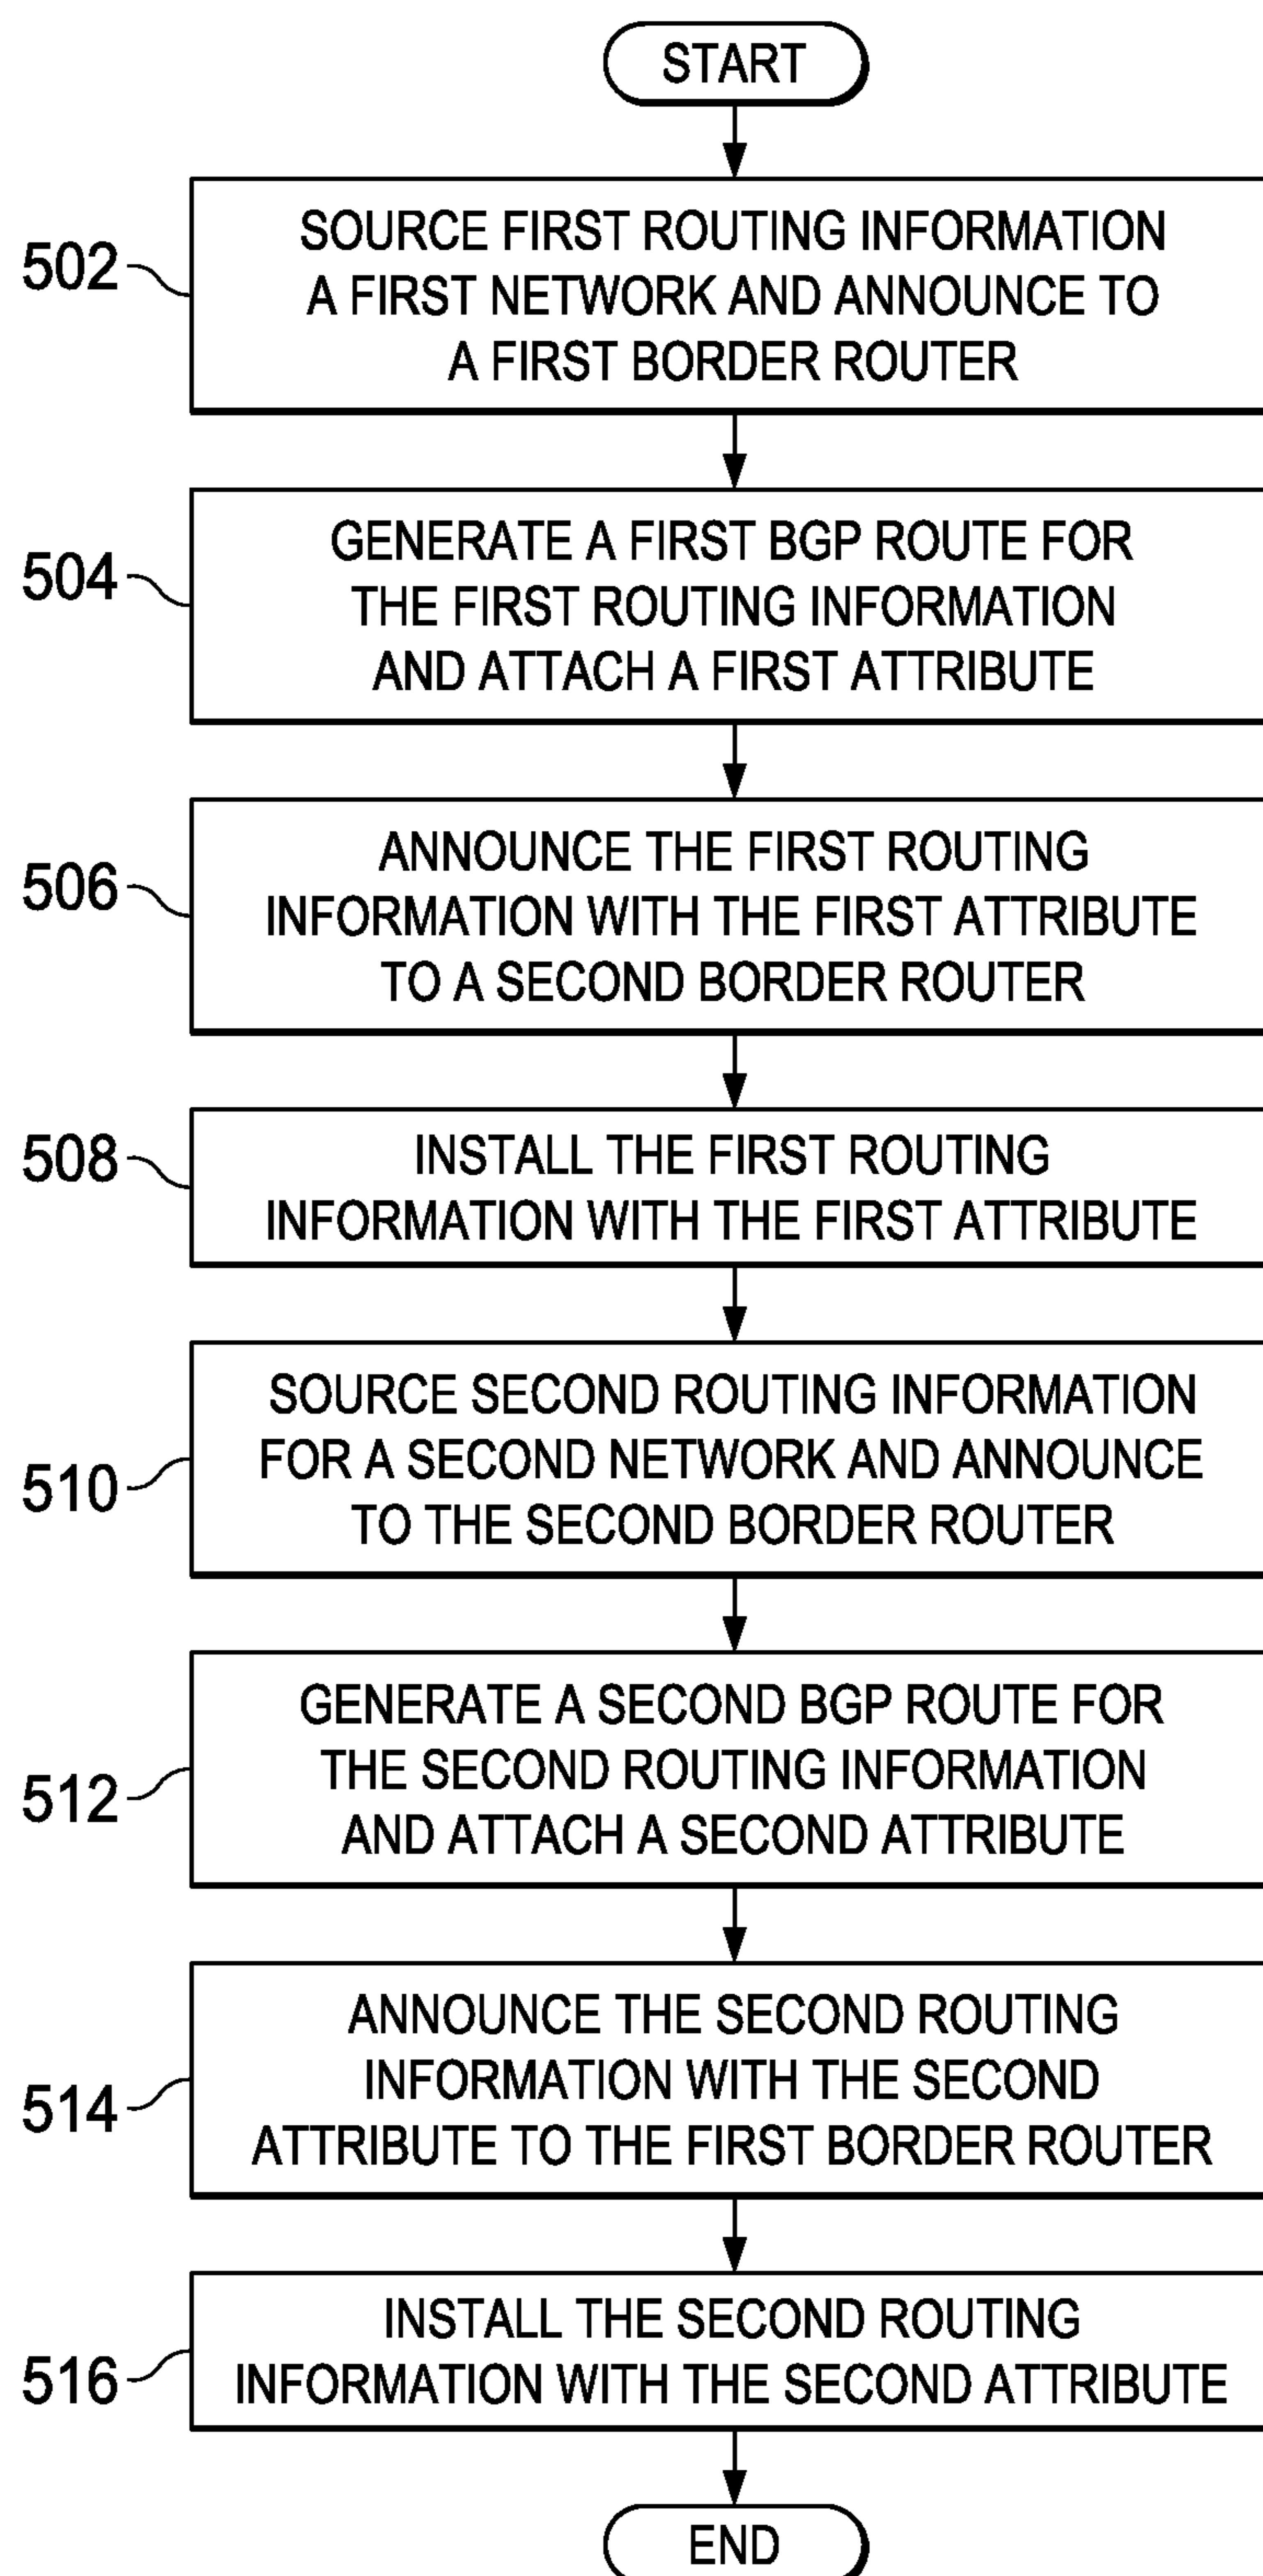 START
502
SOURCE FIRST ROUTING INFORMATION
A FIRST NETWORK AND ANNOUNCE TO
A FIRST BORDER ROUTER
504
GENERATE A FIRST BGP ROUTE FOR
THE FIRST ROUTING INFORMATION
AND ATTACH A FIRST ATTRIBUTE
506
ANNOUNCE THE FIRST ROUTING
INFORMATION WITH THE FIRST ATTRIBUTE
TO A SECOND BORDER ROUTER
508
INSTALL THE FIRST ROUTING
INFORMATION WITH THE FIRST ATTRIBUTE
510
SOURCE SECOND ROUTING INFORMATION
FOR A SECOND NETWORK AND ANNOUNCE
TO THE SECOND BORDER ROUTER
512
GENERATE A SECOND BGP ROUTE FOR
THE SECOND ROUTING INFORMATION
AND ATTACH A SECOND ATTRIBUTE
514
ANNOUNCE THE SECOND ROUTING
INFORMATION WITH THE SECOND
ATTRIBUTE TO THE FIRST BORDER ROUTER
516
INSTALL THE SECOND ROUTING
INFORMATION WITH THE SECOND ATTRIBUTE
END